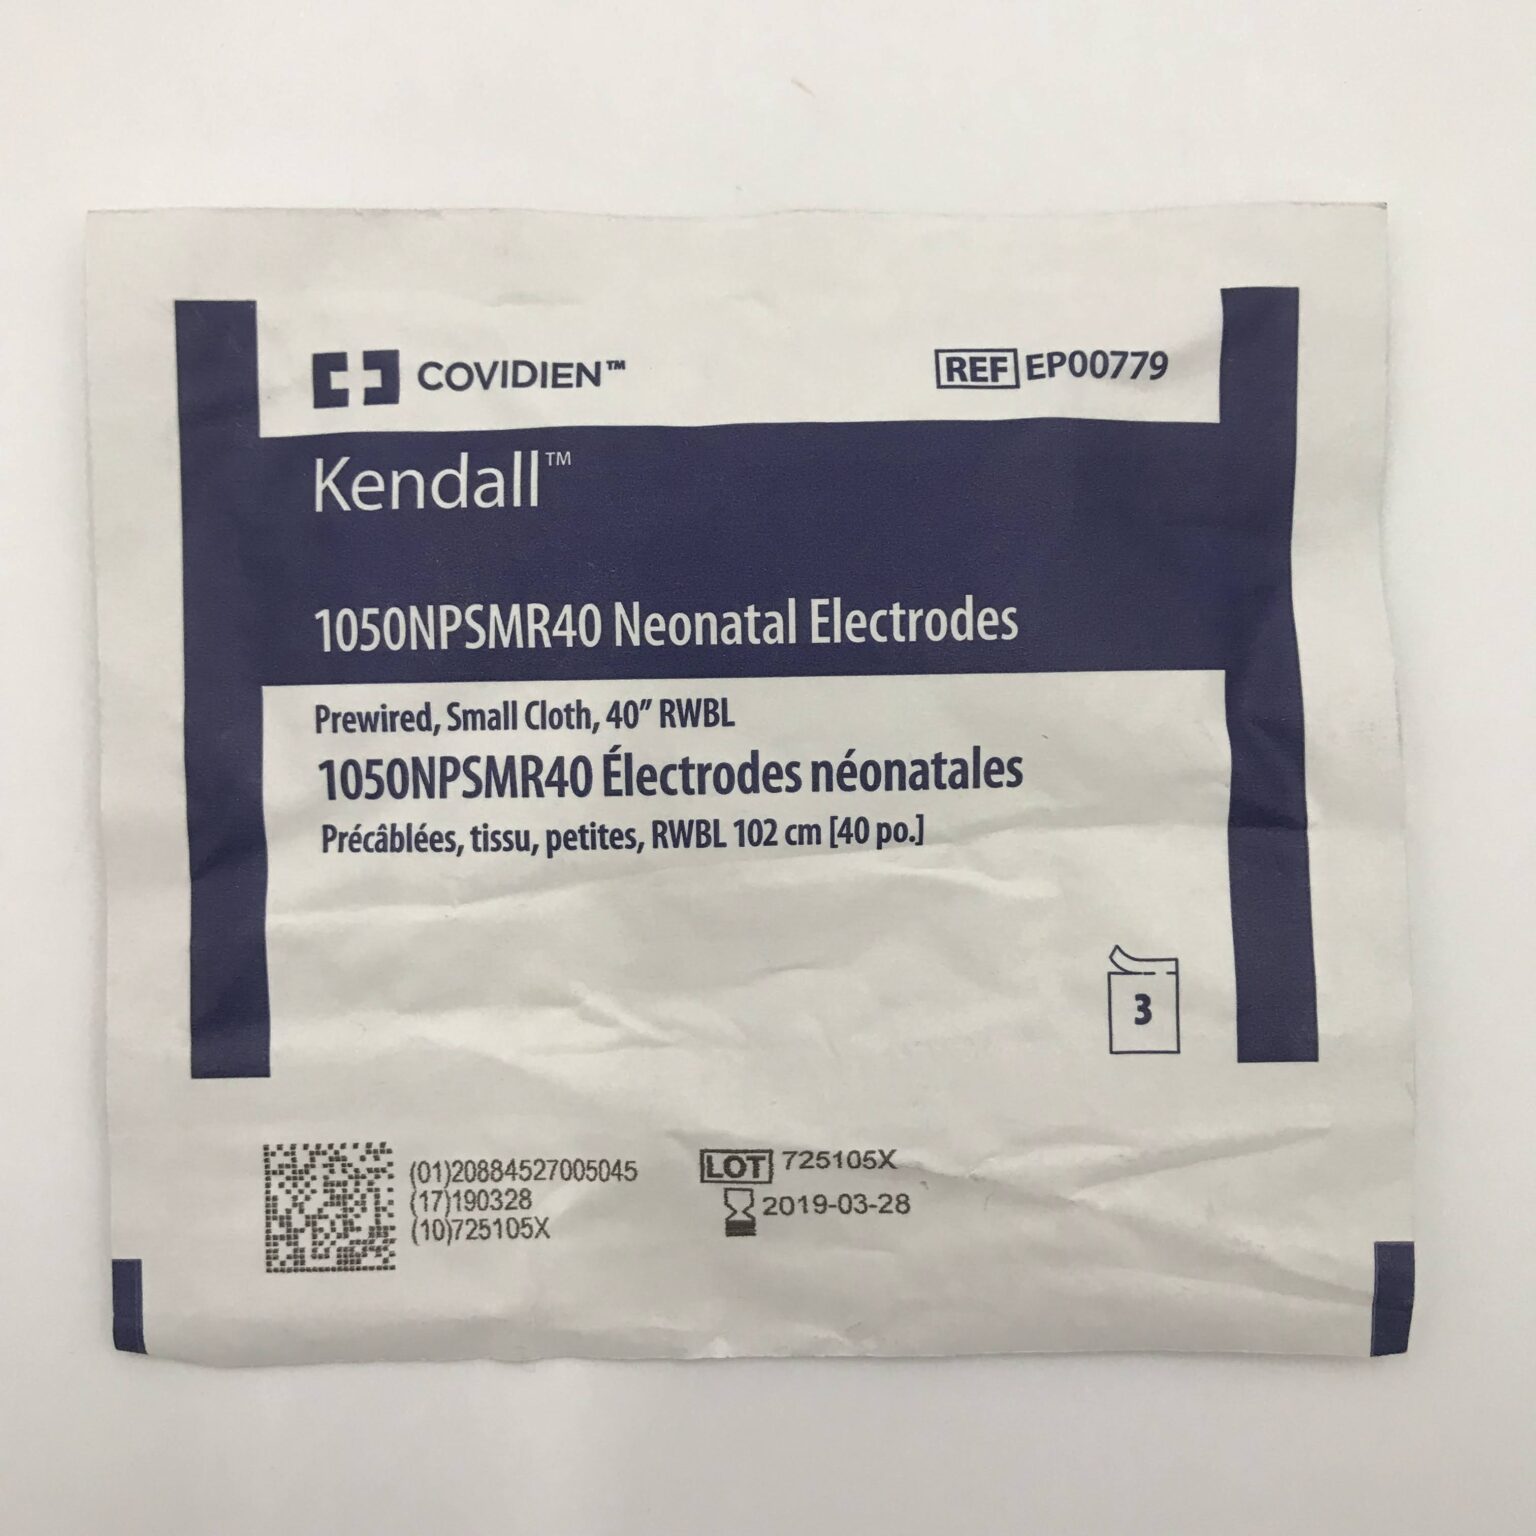 COVIDIEN™
REF EP00779
Kendall™
1050NPSMR40 Neonatal Electrodes
Prewired, Small Cloth, 40" RWBL
1050NPSMR40 Électrodes néonatales
Précâblées, tissu, petites, RWBL 102 cm [40 po.]
3
(01)20884527005045
(17)190328
(10)725105X
LOT 725105X
2019-03-28